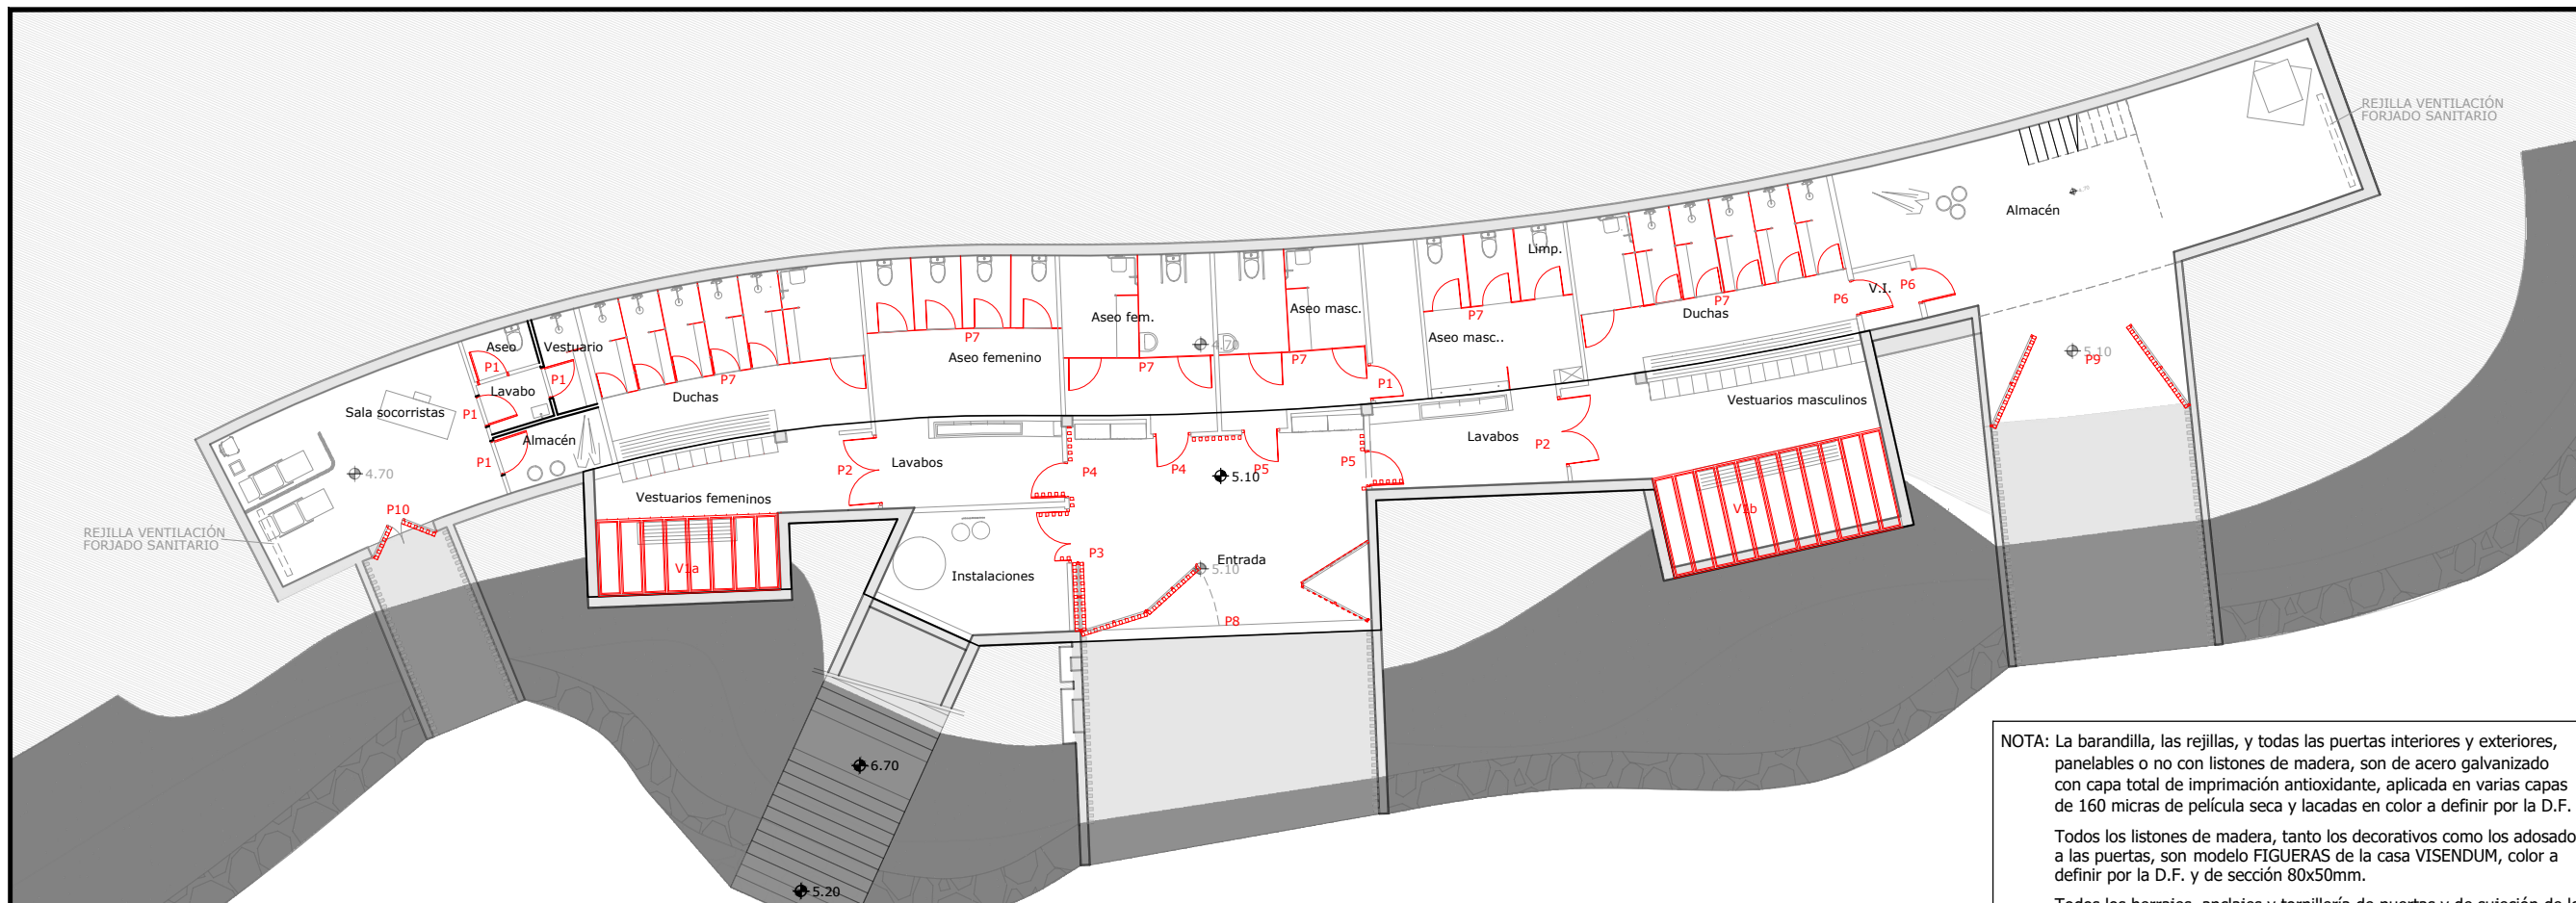 REJILLA VENTILACIÓN
FORJADO SANITARIO
Almacén
Limp.
V.I.
P6
P6
Aseo masc.
Aseo fem.
Aseo masc..
Duchas
P7
P7
P7
P7
P7
P7
Aseo
Vestuario
P1
P1
Lavabo
Aseo femenino
4.70
5.10
P9
P1
Sala socorristas
Duchas
Vestuarios masculinos
P1
Almacén
P1
Lavabos
P2
Lavabos
P2
P4
P4
P5
P5
5.10
4.70
Vestuarios femeninos
P10
REJILLA VENTILACIÓN
FORJADO SANITARIO
V1a
V1b
P3
Entrada
5.10
Instalaciones
P8
6.70
5.20
NOTA: La barandilla, las rejillas, y todas las puertas interiores y exteriores,
panelables o no con listones de madera, son de acero galvanizado
con capa total de imprimación antioxidante, aplicada en varias capas
de 160 micras de película seca y lacadas en color a definir por la D.F.
Todos los listones de madera, tanto los decorativos como los adosado
a las puertas, son modelo FIGUERAS de la casa VISENDUM, color a
definir por la D.F. y de sección 80x50mm.